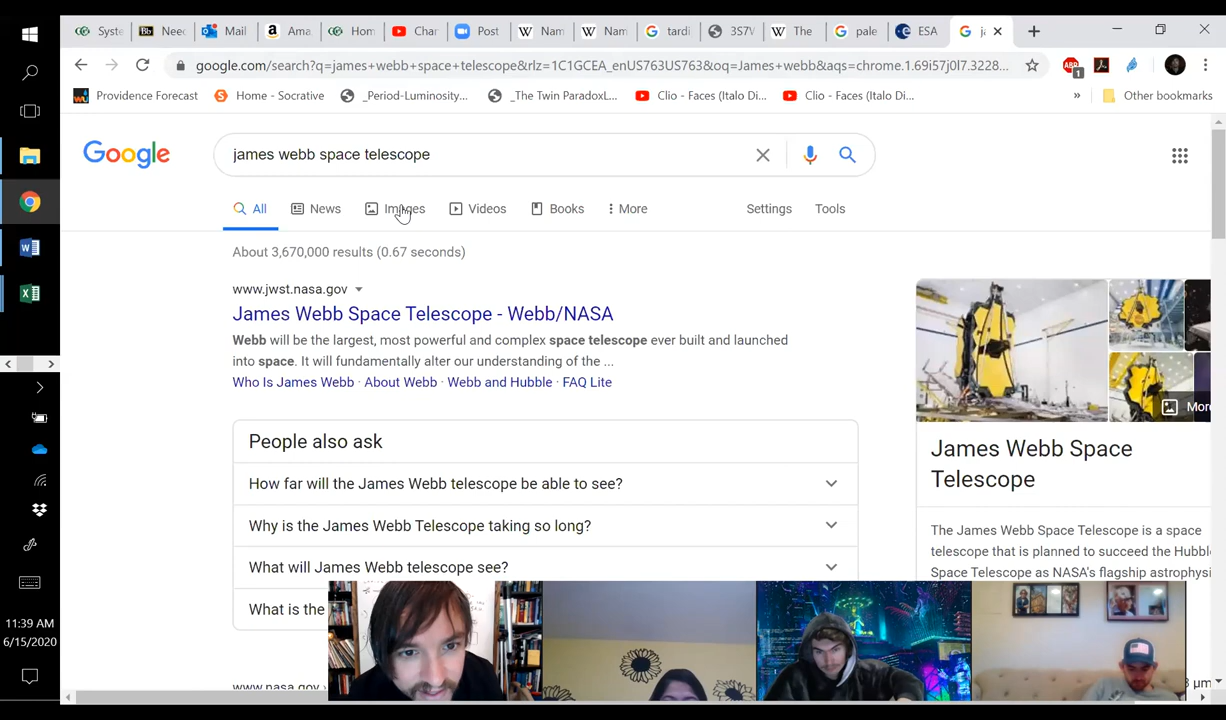 Syste
Nee
Mail
Ama
Hom
Char
Post
Nam
Nam
tardi
3S7V
The
pale
ESA
google.com/search?q=james+webb+space+telescope&rlz=1C1GCEA_enUS763US763&oq=James+webb&aqs=chrome.1.69i57j0l7.3228...
1
Providence Forecast
Home - Socrative
_Period-Luminosity...
_The Twin ParadoxL...
Clio - Faces (Italo Di...
Clio - Faces (Italo Di...
»
Other bookmarks
Google
james webb space telescope
All
News
Images
Videos
Books
More
Settings
Tools
About 3,670,000 results (0.67 seconds)
www.jwst.nasa.gov
James Webb Space Telescope - Webb/NASA
Webb will be the largest, most powerful and complex space telescope ever built and launched
into space. It will fundamentally alter our understanding of the ...
Who Is James Webb · About Webb · Webb and Hubble · FAQ Lite
People also ask
How far will the James Webb telescope be able to see?
Why is the James Webb Telescope taking so long?
What will James Webb telescope see?
What is the
www.nasa.gov
Mor
James Webb Space
Telescope
The James Webb Space Telescope is a space
telescope that is planned to succeed the Hubbl
Space Telescope as NASA's flagship astrophysi
11:39 AM
6/15/2020